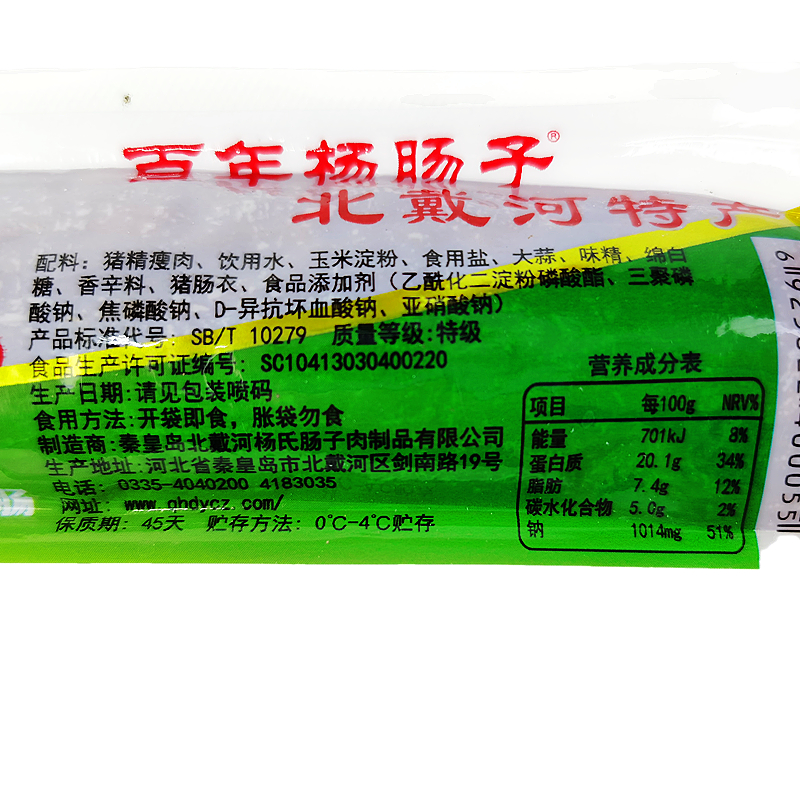 百年杨肠子®
北戴河特产
配料：猪精瘦肉、饮用水、玉米淀粉、食用盐、大蒜、味精、绵白
糖、香辛料、猪肠衣、食品添加剂（乙酰化二淀粉磷酸酯、三聚磷
酸钠、焦磷酸钠、D-异抗坏血酸钠、亚硝酸钠）
产品标准代号：SB/T 10279 质量等级:特级
食品生产许可证编号：SC10413030400220
生产日期:请见包装喷码
食用方法:开袋即食，胀袋勿食
制造商:秦皇岛北戴河杨氏肠子肉制品有限公司
生产地址:河北省秦皇岛市北戴河区剑南路19号
电话：0335-4040200 4183035
网址：www.qhdycz.com/
保质期：45天 贮存方法：0℃-4℃贮存
营养成分表
项目 每100g NRV%
能量 701kJ 8%
蛋白质 20.1g 34%
脂肪 7.4g 12%
碳水化合物 5.0g 2%
钠 1014mg 51%